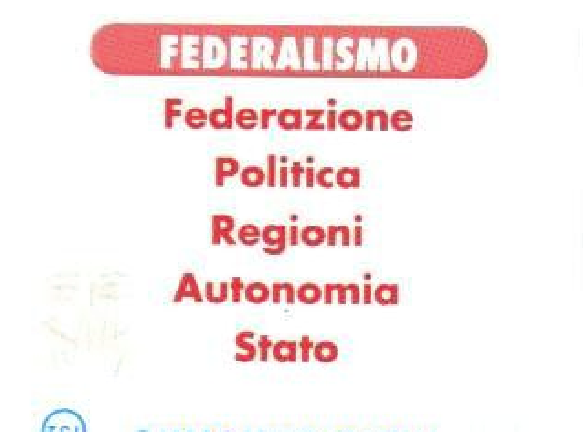 FEDERALISMO
Federazione
Politica
Regioni
Autonomia
Stato